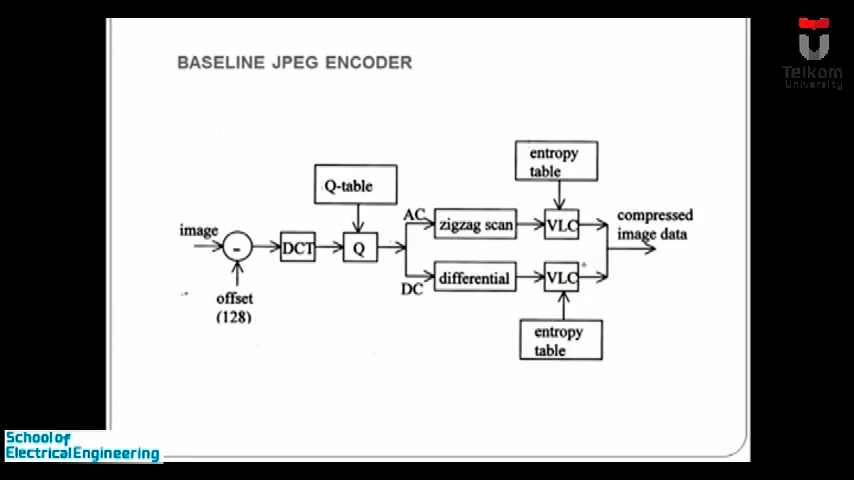 BASELINE JPEG ENCODER
Telkom
University
entropy
table
Q-table
image
AC
zigzag scan
VLC
compressed
image data
-
DCT
Q
offset
(128)
DC
differential
VLC
entropy
table
School of
Electrical Engineering